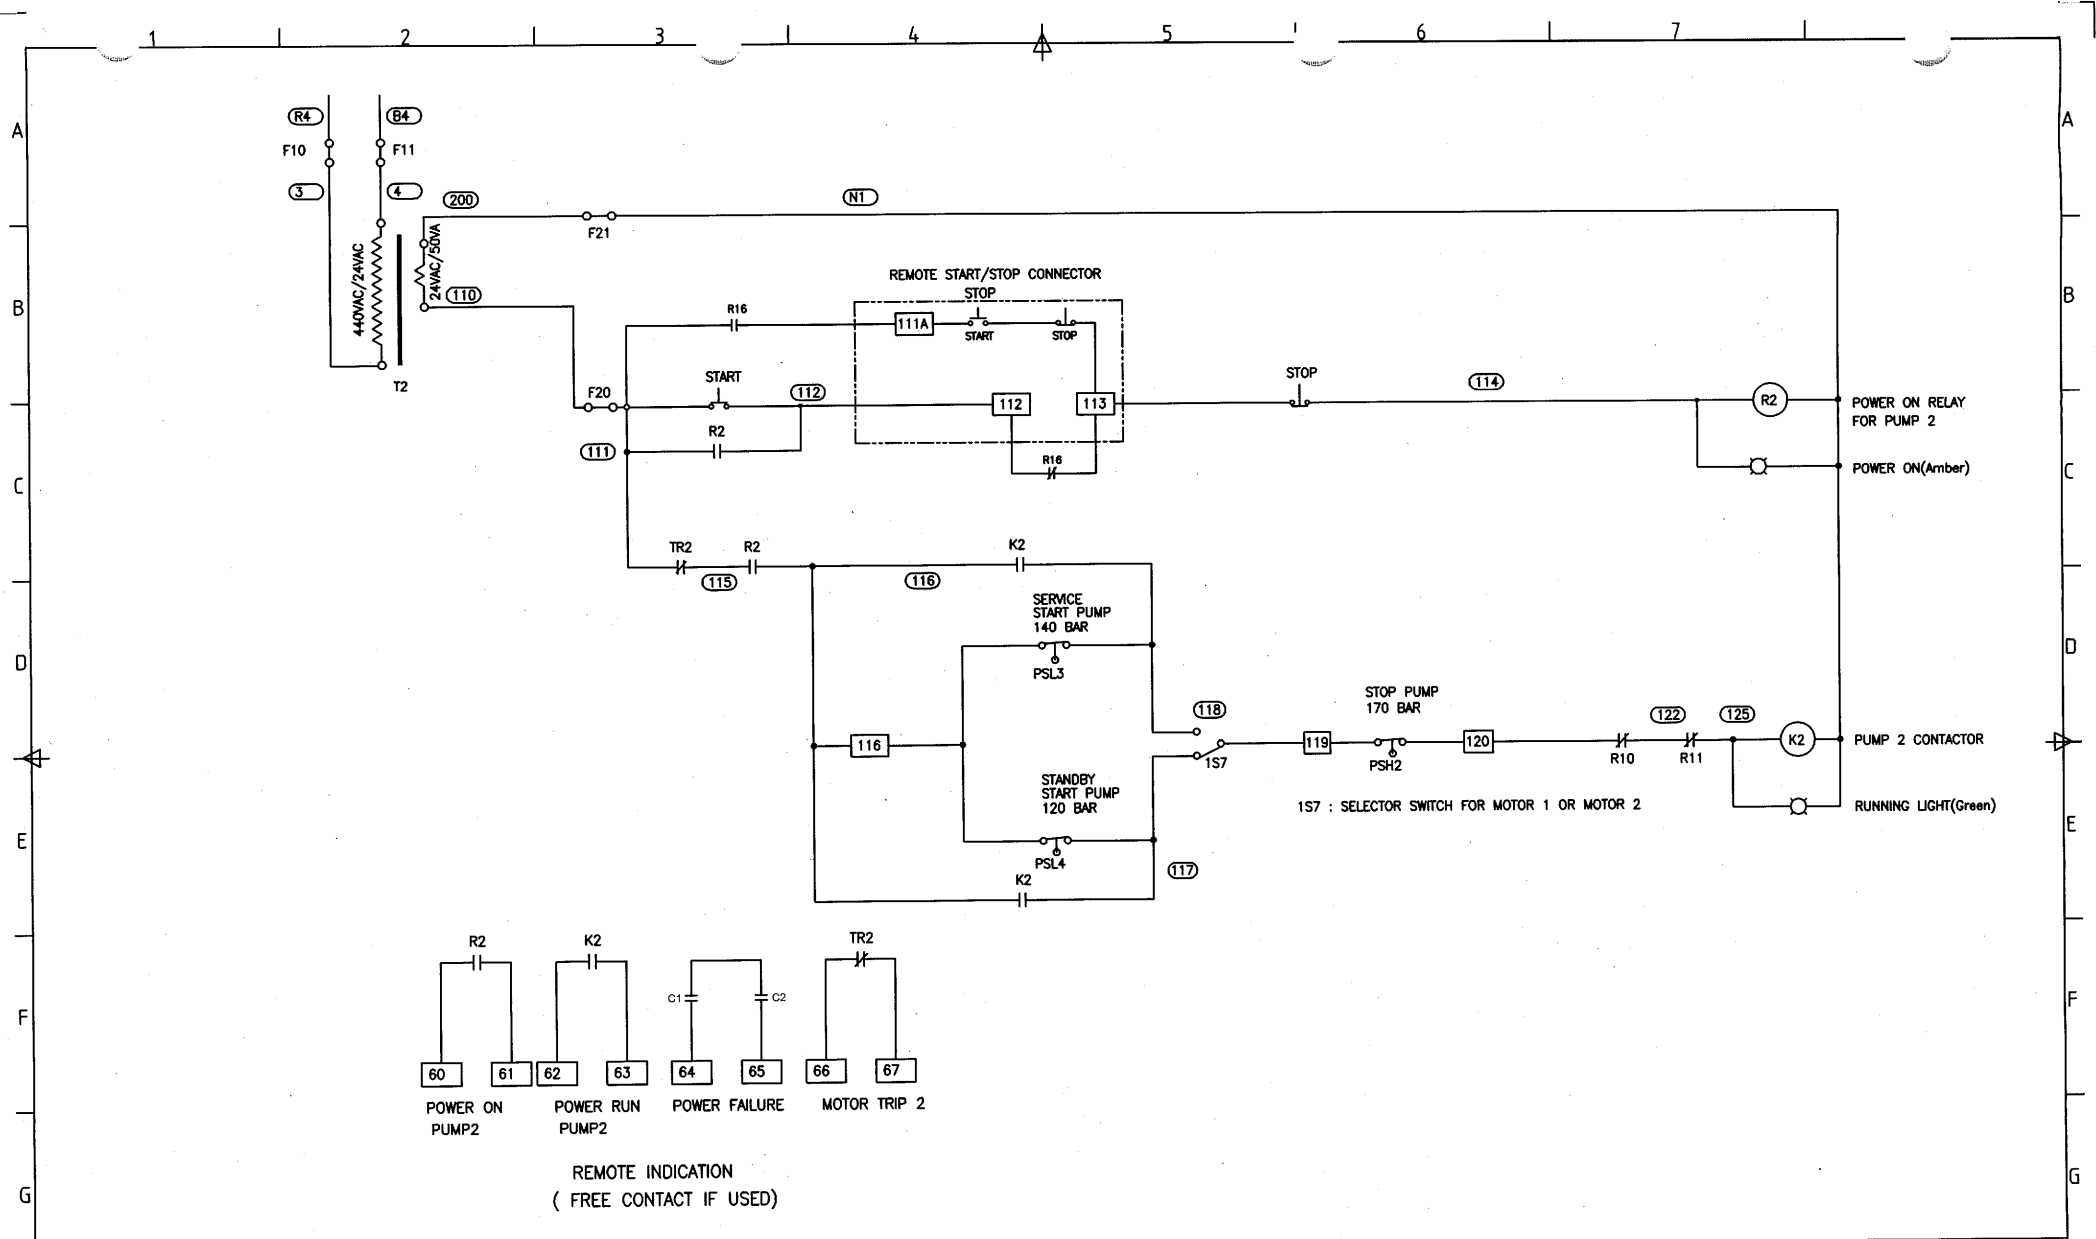 1 2 3 4 5 6 7
A A
R4 B4
F10 F11
3 4
200 N1
F21
440VAC/24VAC
24VAC/50VA
110
T2
B B
REMOTE START/STOP CONNECTOR
STOP
R16
111A
START
STOP
F20
START
112
112
113
STOP
114
R2
POWER ON RELAY
FOR PUMP 2
111
R2
R16
POWER ON(Amber)
C C
TR2
115
R2
116
K2
SERVICE
START PUMP
140 BAR
PSL3
D D
116
118
1S7
119
STOP PUMP
170 BAR
PSH2
120
122
125
R10
R11
K2
PUMP 2 CONTACTOR
STANDBY
START PUMP
120 BAR
PSL4
1S7 : SELECTOR SWITCH FOR MOTOR 1 OR MOTOR 2
RUNNING LIGHT(Green)
E E
117
K2
R2
K2
TR2
C1
C2
F F
60 61 62 63 64 65 66 67
POWER ON
PUMP2
POWER RUN
PUMP2
POWER FAILURE
MOTOR TRIP 2
REMOTE INDICATION
( FREE CONTACT IF USED)
G G